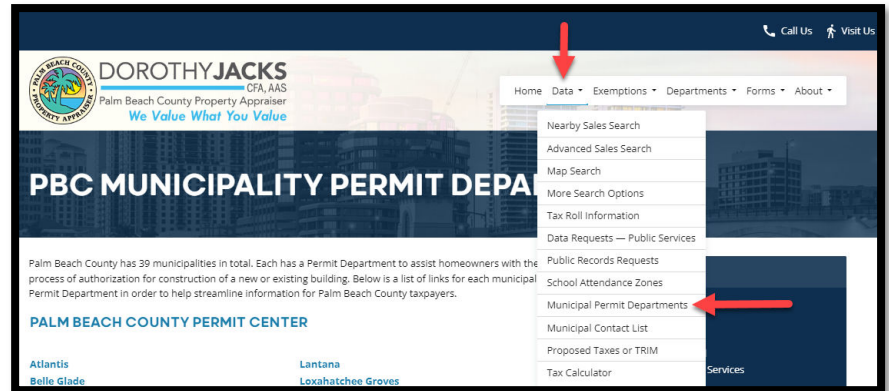 Call Us Visit Us
PALM BEACH COUNTY
PROPERTY APPRAISER
DOROTHY JACKS
CFA, AAS
Palm Beach County Property Appraiser
We Value What You Value
Home Data Exemptions Departments Forms About
Nearby Sales Search
Advanced Sales Search
Map Search
More Search Options
Tax Roll Information
Data Requests — Public Services
Public Records Requests
School Attendance Zones
Municipal Permit Departments
Municipal Contact List
Proposed Taxes or TRIM
Tax Calculator
PBC MUNICIPALITY PERMIT DEPA
Palm Beach County has 39 municipalities in total. Each has a Permit Department to assist homeowners with the
process of authorization for construction of a new or existing building. Below is a list of links for each municipal
Permit Department in order to help streamline information for Palm Beach County taxpayers.
PALM BEACH COUNTY PERMIT CENTER
Atlantis Lantana
Belle Glade Loxahatchee Groves
Services